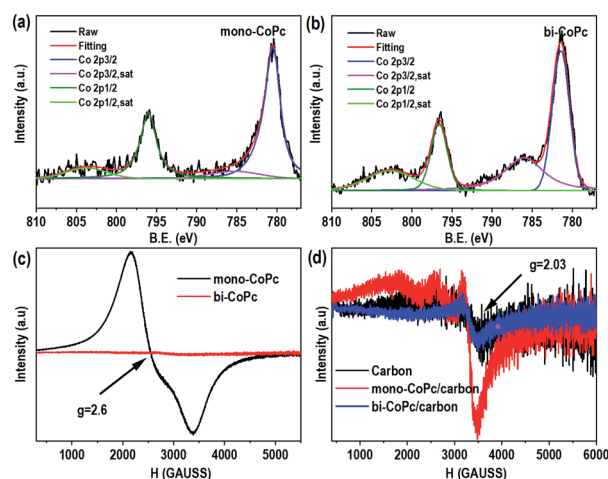 (a)
mono-CoPc
Raw
Fitting
Co 2p3/2
Co 2p3/2,sat
Co 2p1/2
Co 2p1/2,sat
Intensity (a.u.)
810 800 795 790 785 780
B.E. (eV)
(b)
bi-CoPc
Raw
Fitting
Co 2p3/2
Co 2p3/2,sat
Co 2p1/2
Co 2p1/2,sat
Intensity (a.u.)
810 800 795 790 785 780
B.E. (eV)
(c)
mono-CoPc
bi-CoPc
g=2.6
Intensity (a.u)
1000 2000 3000 4000 5000
H (GAUSS)
(d)
g=2.03
Carbon
mono-CoPc/carbon
bi-CoPc/carbon
Intensity (a.u)
1000 2000 3000 4000 5000 6000
H (GAUSS)